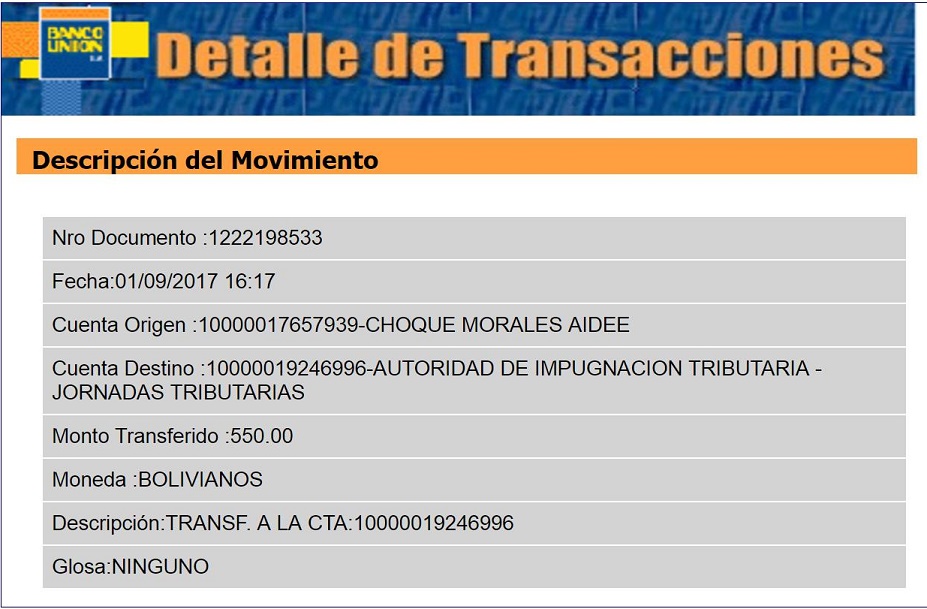 BANCO
UNION
S.A.
Detalle de Transacciones
Descripción del Movimiento
Nro Documento :1222198533
Fecha:01/09/2017 16:17
Cuenta Origen :10000017657939-CHOQUE MORALES AIDEE
Cuenta Destino :10000019246996-AUTORIDAD DE IMPUGNACION TRIBUTARIA -
JORNADAS TRIBUTARIAS
Monto Transferido :550.00
Moneda :BOLIVIANOS
Descripción:TRANSF. A LA CTA:10000019246996
Glosa:NINGUNO